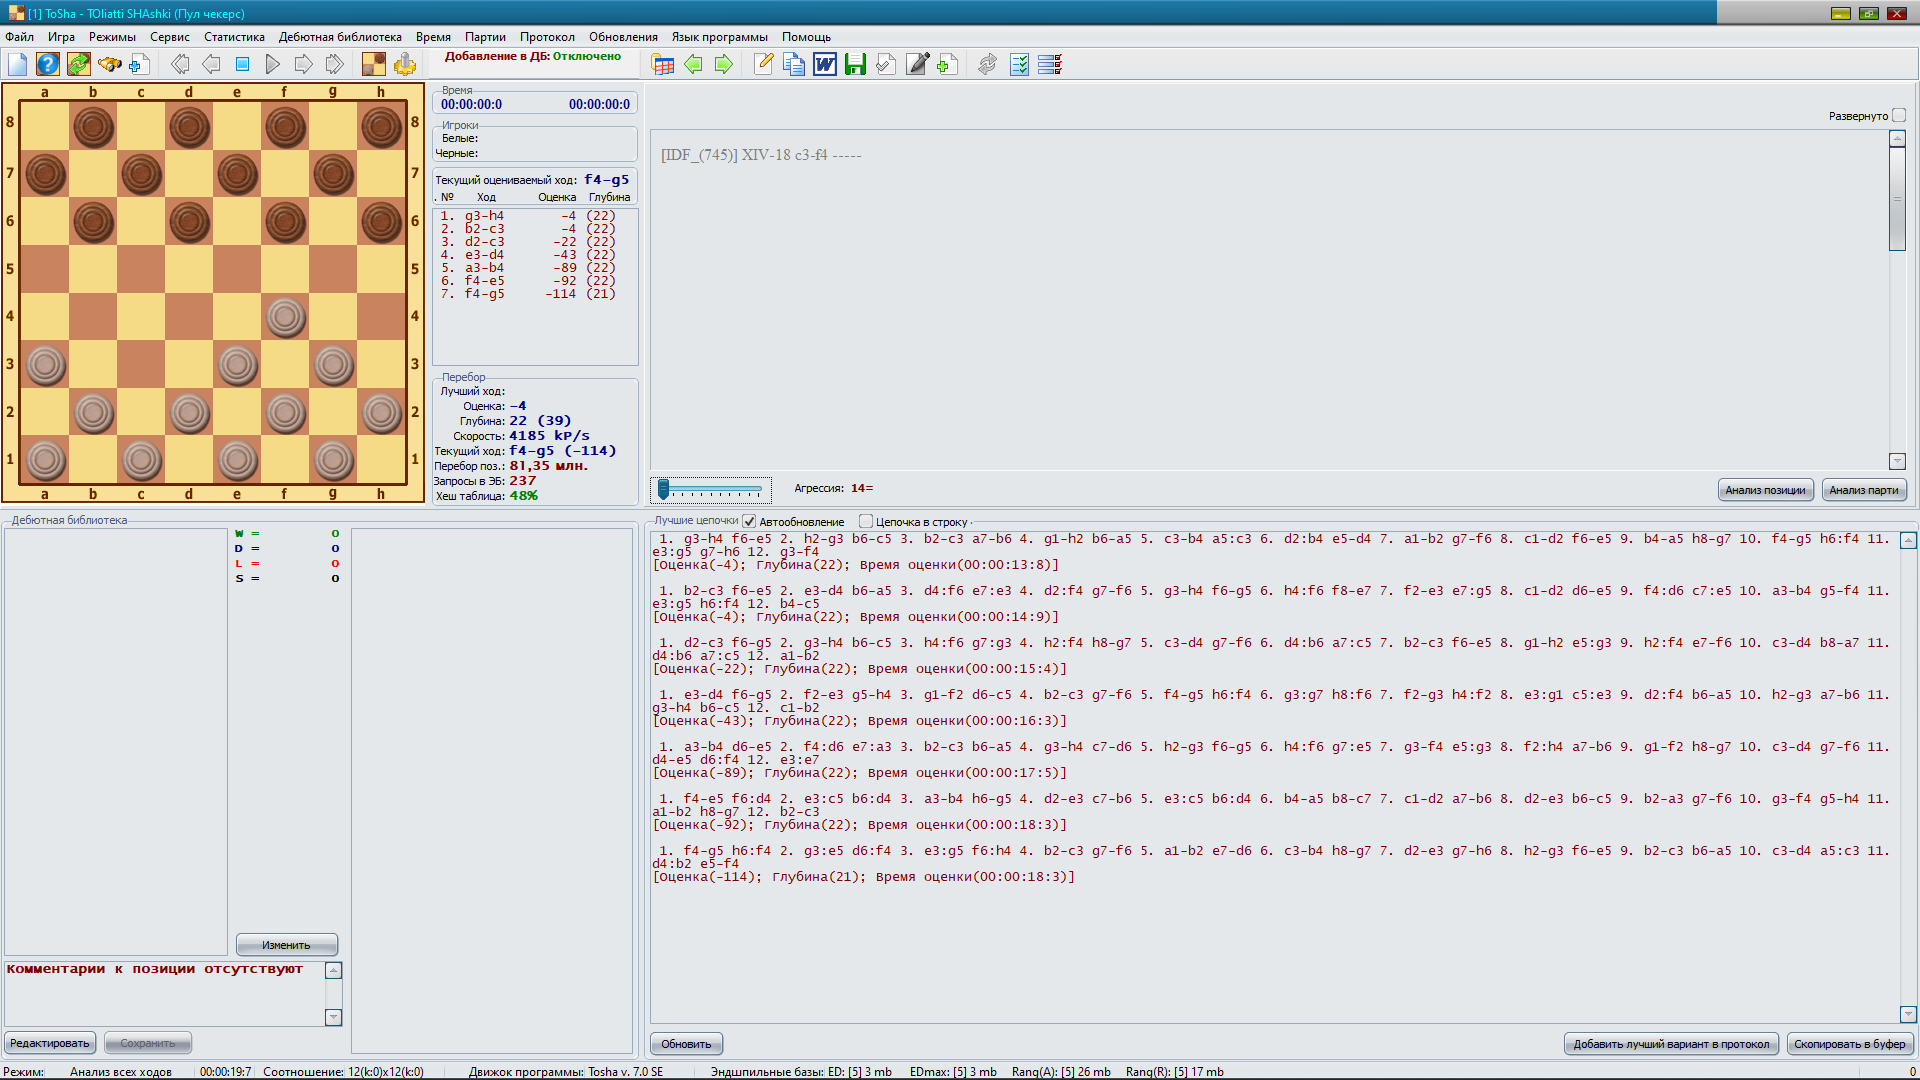 [1] ToSha - TOliatti SHAshki (Пул чекерс)
Файл Игра Режимы Сервис Статистика Дебютная библиотека Время Партии Протокол Обновления Язык программы Помощь
Добавление в ДБ: Отключено
a b c d e f g h
8 8
7 7
6 6
5 5
4 4
3 3
2 2
1 1
a b c d e f g h
Время
00:00:00:0 00:00:00:0
Игроки
Белые:
Черные:
Текущий оцениваемый ход: f4-g5
. № Ход Оценка Глубина
1. g3-h4 -4 (22)
2. b2-c3 -4 (22)
3. d2-c3 -22 (22)
4. e3-d4 -43 (22)
5. a3-b4 -89 (22)
6. f4-e5 -92 (22)
7. f4-g5 -114 (21)
Перебор
Лучший ход:
Оценка: -4
Глубина: 22 (39)
Скорость: 4185 kP/s
Текущий ход: f4-g5 (-114)
Перебор поз.: 81,35 млн.
Запросы в ЭБ: 237
Хеш таблица: 48%
Развернуто
[IDF_(745)] XIV-18 c3-f4 -----
Агрессия: 14=
Анализ позиции Анализ парти
Дебютная библиотека
W = 0
D = 0
L = 0
S = 0
Изменить
Комментарии к позиции отсутствуют
Редактировать Сохранить
Лучшие цепочки Автообновление Цепочка в строку .
1. g3-h4 f6-e5 2. h2-g3 b6-c5 3. b2-c3 a7-b6 4. g1-h2 b6-a5 5. c3-b4 a5:c3 6. d2:b4 e5-d4 7. a1-b2 g7-f6 8. c1-d2 f6-e5 9. b4-a5 h8-g7 10. f4-g5 h6:f4 11.
e3:g5 g7-h6 12. g3-f4
[Оценка(-4); Глубина(22); Время оценки(00:00:13:8)]
1. b2-c3 f6-e5 2. e3-d4 b6-a5 3. d4:f6 e7:e3 4. d2:f4 g7-f6 5. g3-h4 f6-g5 6. h4:f6 f8-e7 7. f2-e3 e7:g5 8. c1-d2 d6-e5 9. f4:d6 c7:e5 10. a3-b4 g5-f4 11.
e3:g5 h6:f4 12. b4-c5
[Оценка(-4); Глубина(22); Время оценки(00:00:14:9)]
1. d2-c3 f6-g5 2. g3-h4 b6-c5 3. h4:f6 g7:g3 4. h2:f4 h8-g7 5. c3-d4 g7-f6 6. d4:b6 a7:c5 7. b2-c3 f6-e5 8. g1-h2 e5:g3 9. h2:f4 e7-f6 10. c3-d4 b8-a7 11.
d4:b6 a7:c5 12. a1-b2
[Оценка(-22); Глубина(22); Время оценки(00:00:15:4)]
1. e3-d4 f6-g5 2. f2-e3 g5-h4 3. g1-f2 d6-c5 4. b2-c3 g7-f6 5. f4-g5 h6:f4 6. g3:g7 h8:f6 7. f2-g3 h4:f2 8. e3:g1 c5:e3 9. d2:f4 b6-a5 10. h2-g3 a7-b6 11.
g3-h4 b6-c5 12. c1-b2
[Оценка(-43); Глубина(22); Время оценки(00:00:16:3)]
1. a3-b4 d6-e5 2. f4:d6 e7:a3 3. b2-c3 b6-a5 4. g3-h4 c7-d6 5. h2-g3 f6-g5 6. h4:f6 g7:e5 7. g3-f4 e5:g3 8. f2:h4 a7-b6 9. g1-f2 h8-g7 10. c3-d4 g7-f6 11.
d4-e5 d6:f4 12. e3:e7
[Оценка(-89); Глубина(22); Время оценки(00:00:17:5)]
1. f4-e5 f6:d4 2. e3:c5 b6:d4 3. a3-b4 h6-g5 4. d2-e3 c7-b6 5. e3:c5 b6:d4 6. b4-a5 b8-c7 7. c1-d2 a7-b6 8. d2-e3 b6-c5 9. b2-a3 g7-f6 10. g3-f4 g5-h4 11.
a1-b2 h8-g7 12. b2-c3
[Оценка(-92); Глубина(22); Время оценки(00:00:18:3)]
1. f4-g5 h6:f4 2. g3:e5 d6:f4 3. e3:g5 f6:h4 4. b2-c3 g7-f6 5. a1-b2 e7-d6 6. c3-b4 h8-g7 7. d2-e3 g7-h6 8. h2-g3 f6-e5 9. b2-c3 b6-a5 10. c3-d4 a5:c3 11.
d4:b2 e5-f4
[Оценка(-114); Глубина(21); Время оценки(00:00:18:3)]
Обновить Добавить лучший вариант в протокол Скопировать в буфер
Режим: Анализ всех ходов 00:00:19:7 Соотношение: 12(k:0)x12(k:0) Движок программы: Tosha v. 7.0 SE Эндшпильные базы: ED: [5] 3 mb EDmax: [5] 3 mb Rang(A): [5] 26 mb Rang(R): [5] 17 mb 0